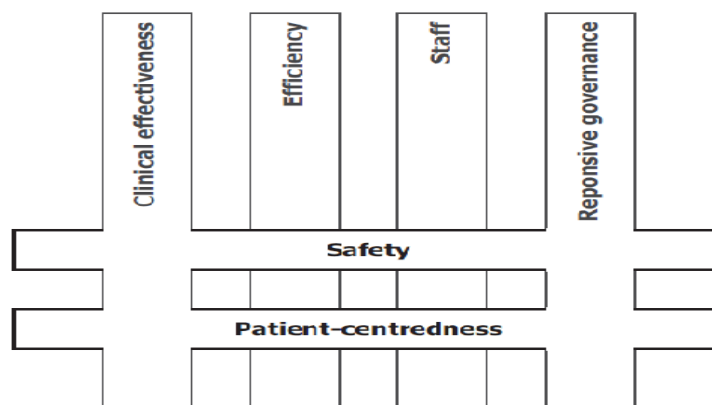 Clinical effectiveness
Efficiency
Staff
Reponsive governance
Safety
Patient-centredness